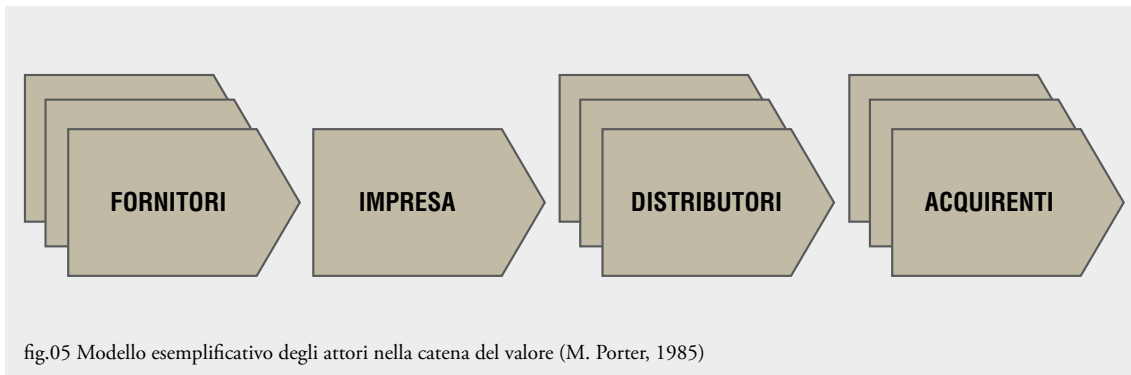 FORNITORI
IMPRESA
DISTRIBUTORI
ACQUIRENTI
fig.05 Modello esemplificativo degli attori nella catena del valore (M. Porter, 1985)